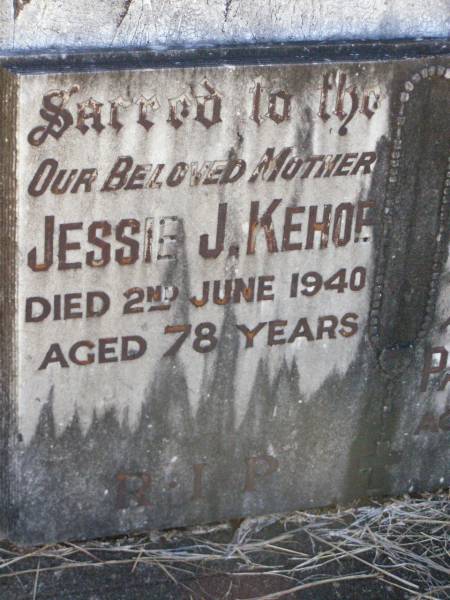 Sacred to the
OUR BELOVED MOTHER
JESSIE J. KEHOE
DIED 2ND JUNE 1940
AGED 78 YEARS
R·I·P